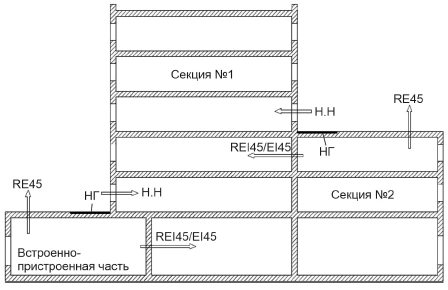 Секция №1
RE45
Н.Н
REI45/EI45
НГ
RE45
НГ
Н.Н
Секция №2
REI45/EI45
Встроенно-
пристроенная часть